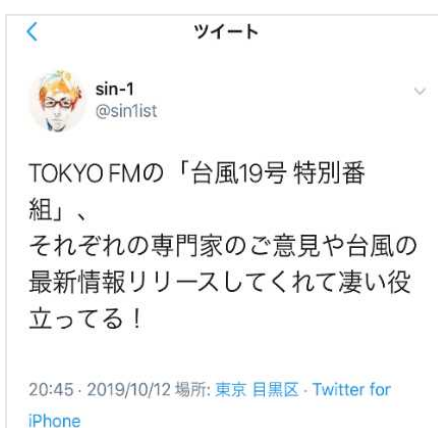 ツイート
sin-1
@sin1ist
TOKYO FMの「台風19号 特別番
組」、
それぞれの専門家のご意見や台風の
最新情報リリースしてくれて凄い役
立ってる！
20:45 · 2019/10/12 場所: 東京 目黒区 · Twitter for
iPhone